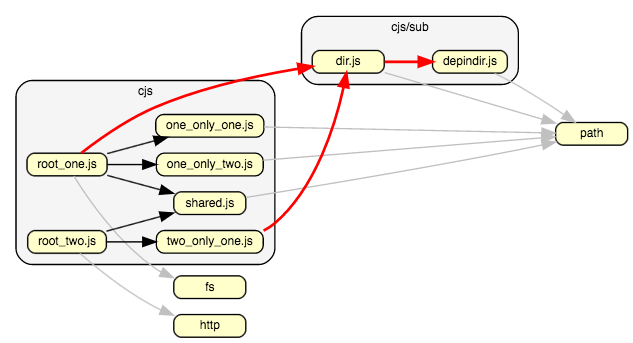 cjs/sub
dir.js
depindir.js
cjs
one_only_one.js
path
root_one.js
one_only_two.js
shared.js
root_two.js
two_only_one.js
fs
http